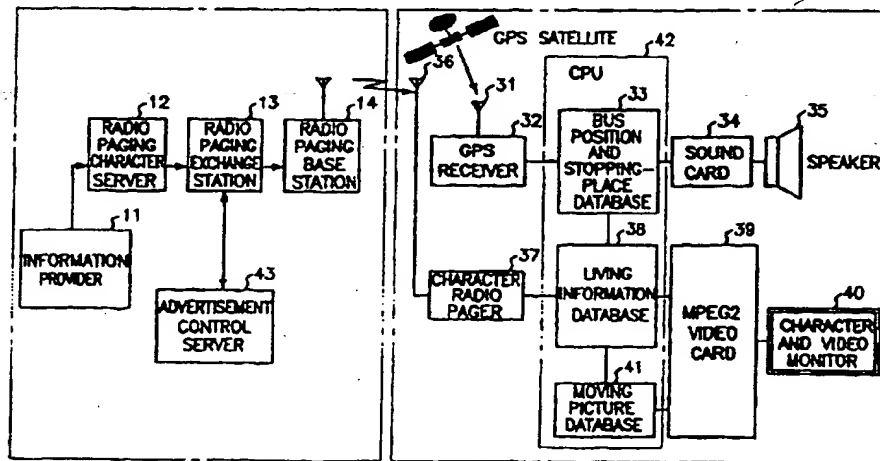 GPS SATELLITE
42
36
CPU
12
13
14
31
33
34
35
RADIO
PAGING
CHARACTER
SERVER
RADIO
PAGING
EXCHANGE
STATION
RADIO
PAGING
BASE
STATION
32
GPS
RECEIVER
BUS
POSITION
AND
STOPPING-
PLACE
DATABASE
SOUND
CARD
SPEAKER
11
INFORMATION
PROVIDER
43
ADVERTISEMENT
CONTROL
SERVER
37
CHARACTER
RADIO
PAGER
38
LIVING
INFORMATION
DATABASE
39
MPEG2
VIDEO
CARD
40
CHARACTER
AND VIDEO
MONITOR
41
MOVING
PICTURE
DATABASE